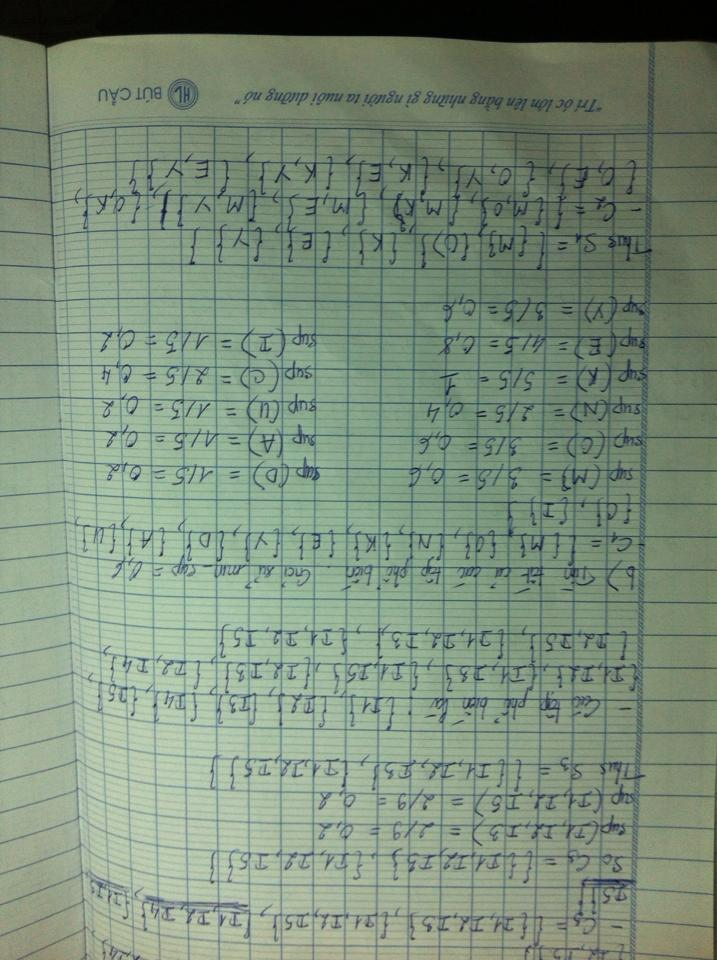 {I2, I5}}
- C3 = {{I1, I2, I3}, {I1, I2, I5}, {I1, I2, I4}, {I1, I3,
I5}}
So C3 = {{I1, I2, I3}, {I1, I2, I5}}
sup(I1, I2, I3) = 2/9 = 0,2
sup(I1, I2, I5) = 2/9 = 0,2
Thus S3 = {{I1, I2, I3}, {I1, I2, I5}}
- Các tập phổ biến là: {I1}, {I2}, {I3}, {I4}, {I5},
{I1, I2}, {I1, I3}, {I1, I5}, {I2, I3}, {I2, I4},
{I2, I5}, {I1, I2, I3}, {I1, I2, I5}
b) Tìm tất cả các tập phổ biến. Giả sử min-sup = 0,6
- C1 = {{M}, {O}, {N}, {K}, {E}, {Y}, {D}, {A}, {U},
{C}, {I}}
sup (M) = 3/5 = 0,6 sup (D) = 1/5 = 0,2
sup (O) = 3/5 = 0,6 sup (A) = 1/5 = 0,2
sup (N) = 2/5 = 0,4 sup (U) = 1/5 = 0,2
sup (K) = 5/5 = 1 sup (C) = 2/5 = 0,4
sup (E) = 4/5 = 0,8 sup (I) = 1/5 = 0,2
sup (Y) = 3/5 = 0,6
Thus S1 = {{M}, {O}, {K}, {E}, {Y}}
- C2 = {{M,O}, {M,K}, {M,E}, {M,Y}, {O,K},
{O,E}, {O,Y}, {K,E}, {K,Y}, {E,Y}}
"Trí óc lớn lên bằng những gì người ta nuôi dưỡng nó"
HL BÚT CẦU